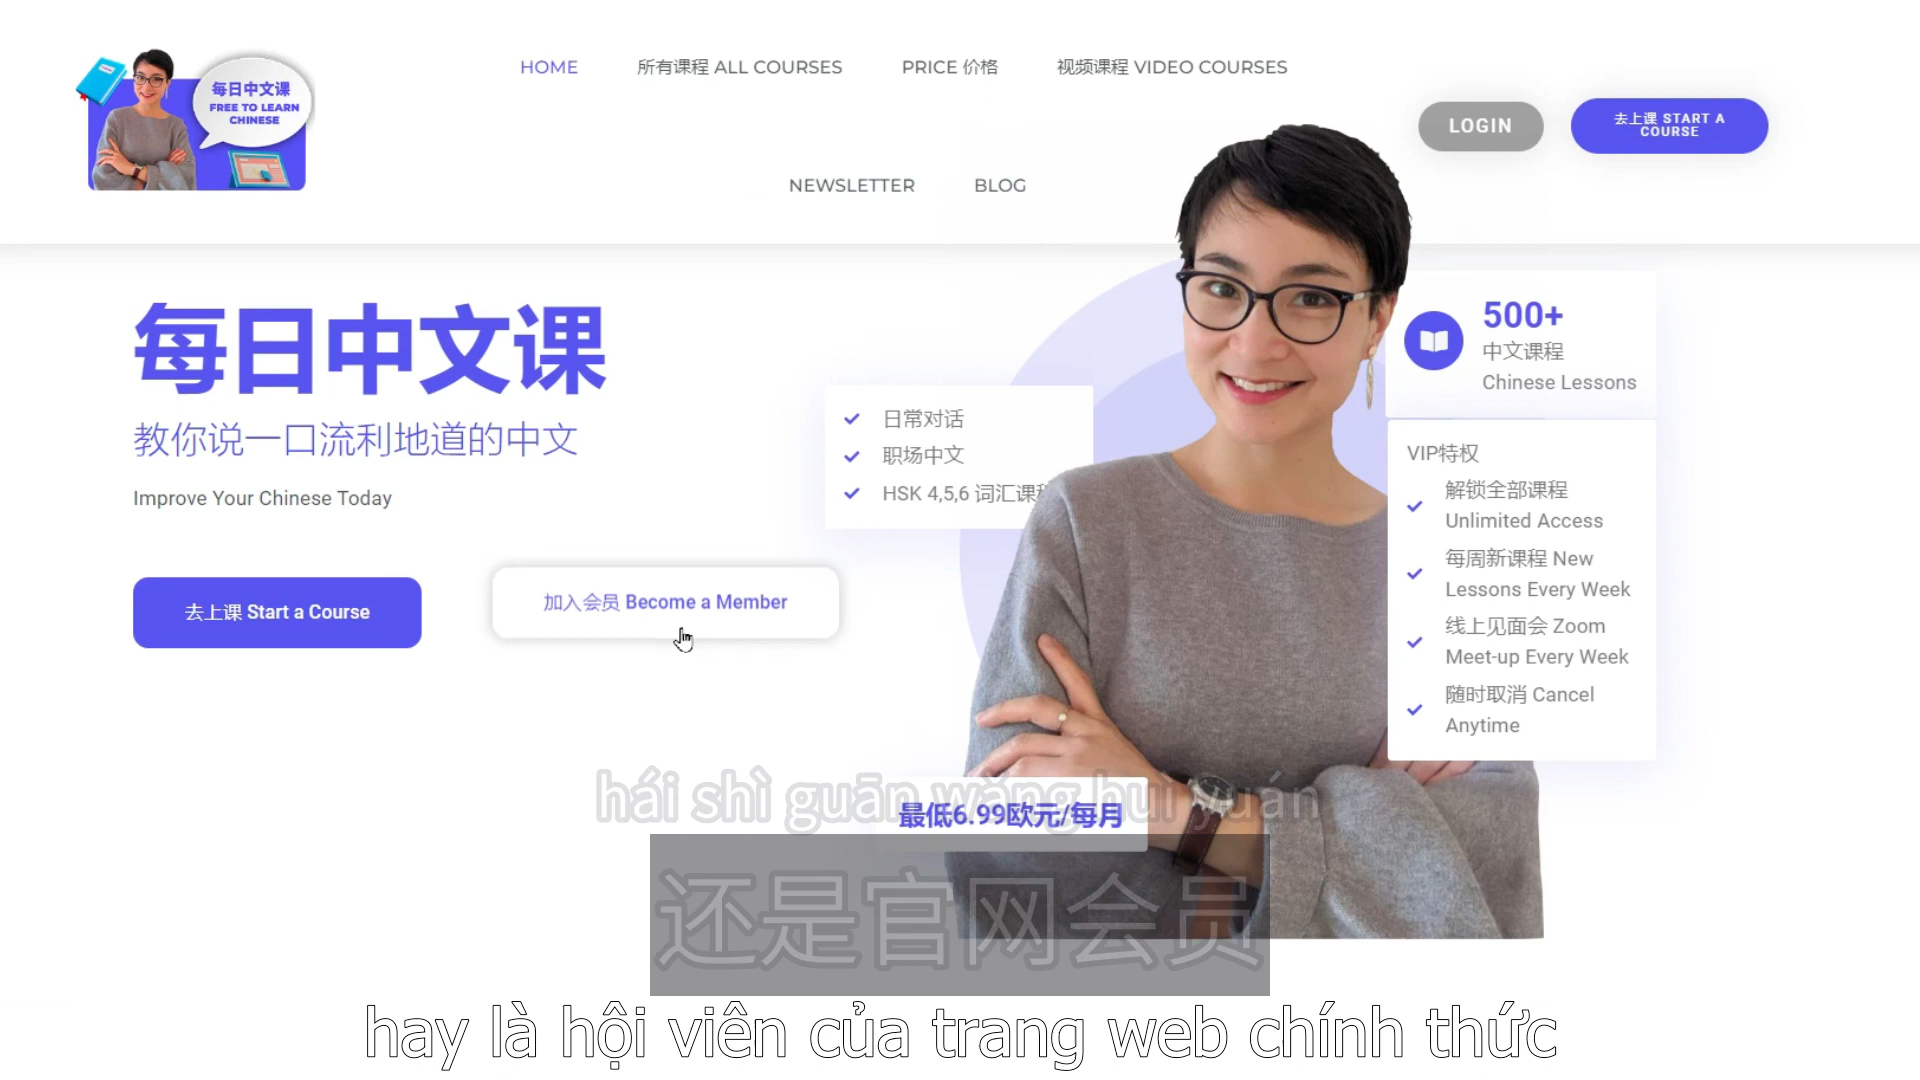 每日中文课
FREE TO LEARN
CHINESE
HOME
所有课程 ALL COURSES
PRICE 价格
视频课程 VIDEO COURSES
NEWSLETTER
BLOG
LOGIN
去上课 START A
COURSE
每日中文课
教你说一口流利地道的中文
Improve Your Chinese Today
去上课 Start a Course
加入会员 Become a Member
日常对话
职场中文
HSK 4,5,6 词汇课程
500+
中文课程
Chinese Lessons
VIP特权
解锁全部课程
Unlimited Access
每周新课程 New
Lessons Every Week
线上见面会 Zoom
Meet-up Every Week
随时取消 Cancel
Anytime
hái shì guān wǎng huì yuán
最低6.99欧元/每月
还是官网会员
hay là hội viên của trang web chính thức